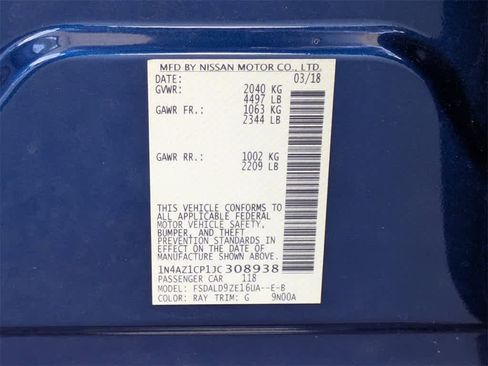 MFD BY NISSAN MOTOR CO., LTD.
DATE: 03/18
GVWR: 2040 KG
4497 LB
GAWR FR.: 1063 KG
2344 LB
GAWR RR.: 1002 KG
2209 LB
THIS VEHICLE CONFORMS TO
ALL APPLICABLE FEDERAL
MOTOR VEHICLE SAFETY,
BUMPER, AND THEFT
PREVENTION STANDARDS IN
EFFECT ON THE DATE OF
MANUFACTURE SHOWN ABOVE.
1N4AZ1CP1JC308938
PASSENGER CAR 118
MODEL: FSDALD9ZE16UA--E-B
COLOR: RAY TRIM: G 9N00A